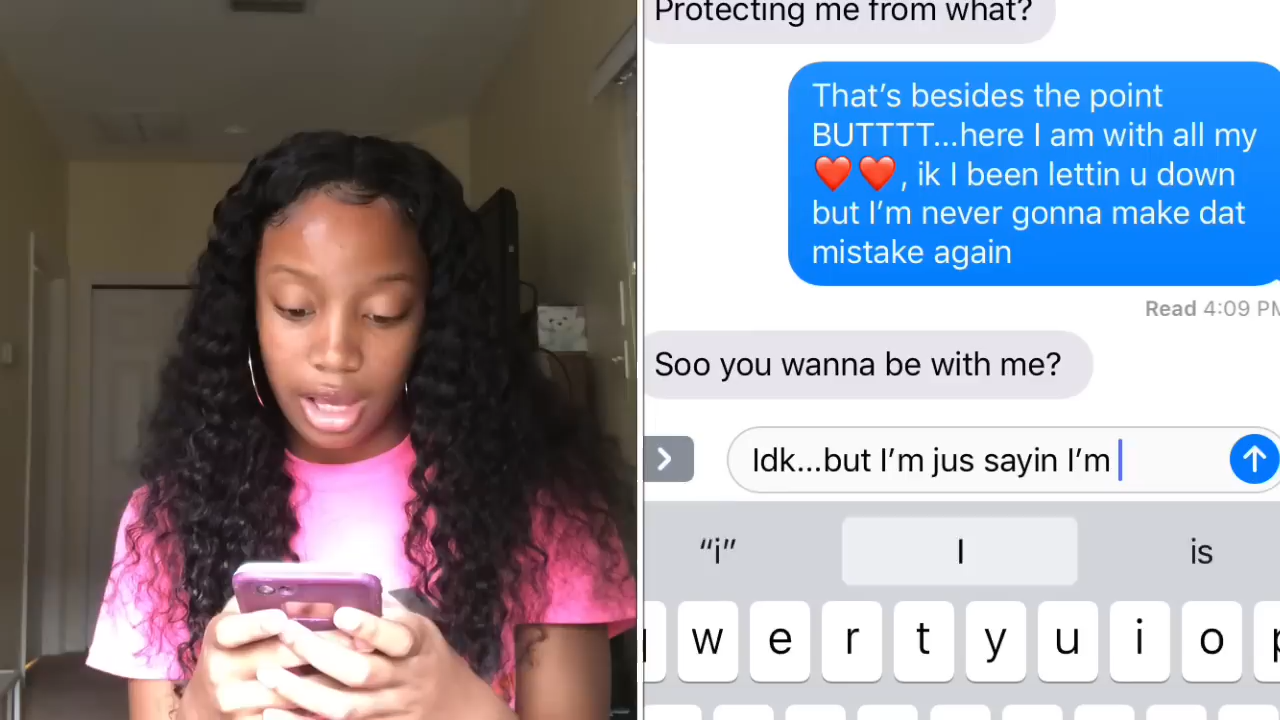 Protecting me from what?
That's besides the point
BUTTTT...here I am with all my
❤️❤️, ik I been lettin u down
but I'm never gonna make dat
mistake again
Read 4:09 PM
Soo you wanna be with me?
Idk...but I'm jus sayin I'm
“i” I is
w e r t y u i o p